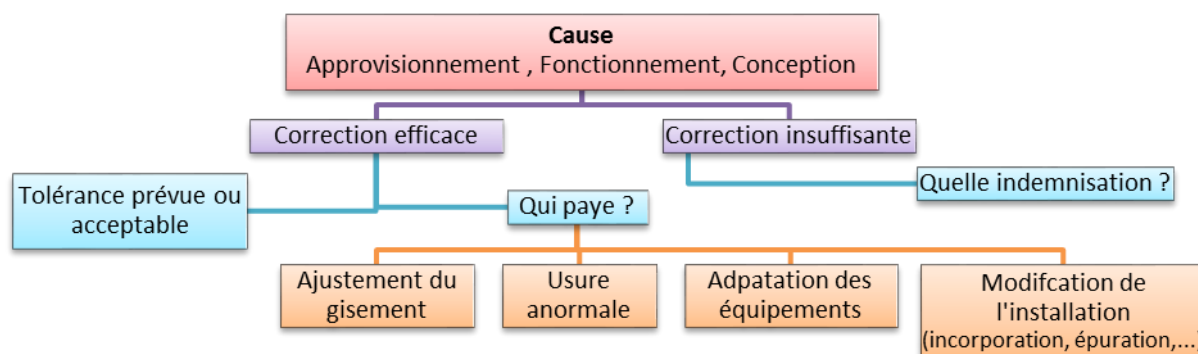 Cause
Approvisionnement , Fonctionnement, Conception
Correction efficace
Correction insuffisante
Tolérance prévue ou
acceptable
Qui paye ?
Quelle indemnisation ?
Ajustement du
gisement
Usure
anormale
Adpatation des
équipements
Modifcation de
l'installation
(incorporation, épuration,...)